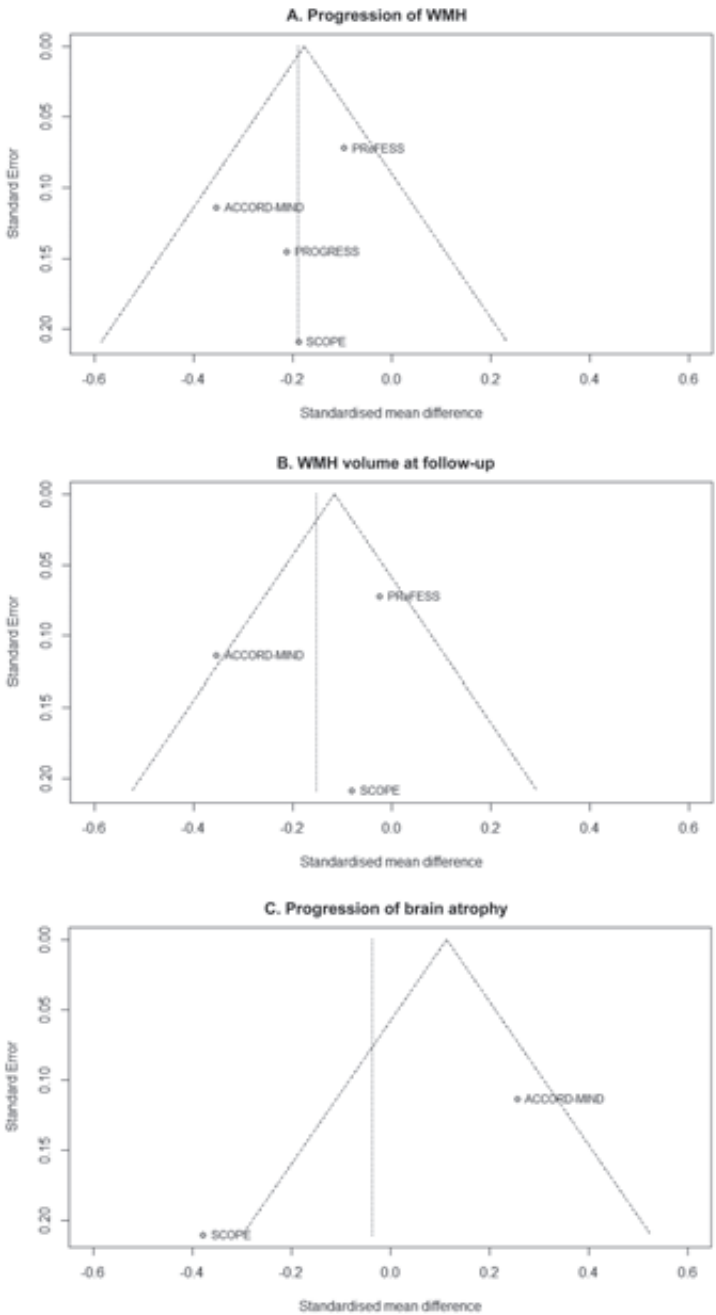 A. Progression of WMH
0.00
PRoFESS
0.05
0.10
ACCORD-MIND
0.15
PROGRESS
0.20
SCOPE
Standard Error
-0.6 -0.4 -0.2 0.0 0.2 0.4 0.6
Standardised mean difference
B. WMH volume at follow-up
0.00
0.05
PRoFESS
0.10
ACCORD-MIND
0.15
0.20
SCOPE
Standard Error
-0.6 -0.4 -0.2 0.0 0.2 0.4 0.6
Standardised mean difference
C. Progression of brain atrophy
0.00
0.05
0.10
ACCORD-MIND
0.15
0.20
SCOPE
Standard Error
-0.6 -0.4 -0.2 0.0 0.2 0.4 0.6
Standardised mean difference